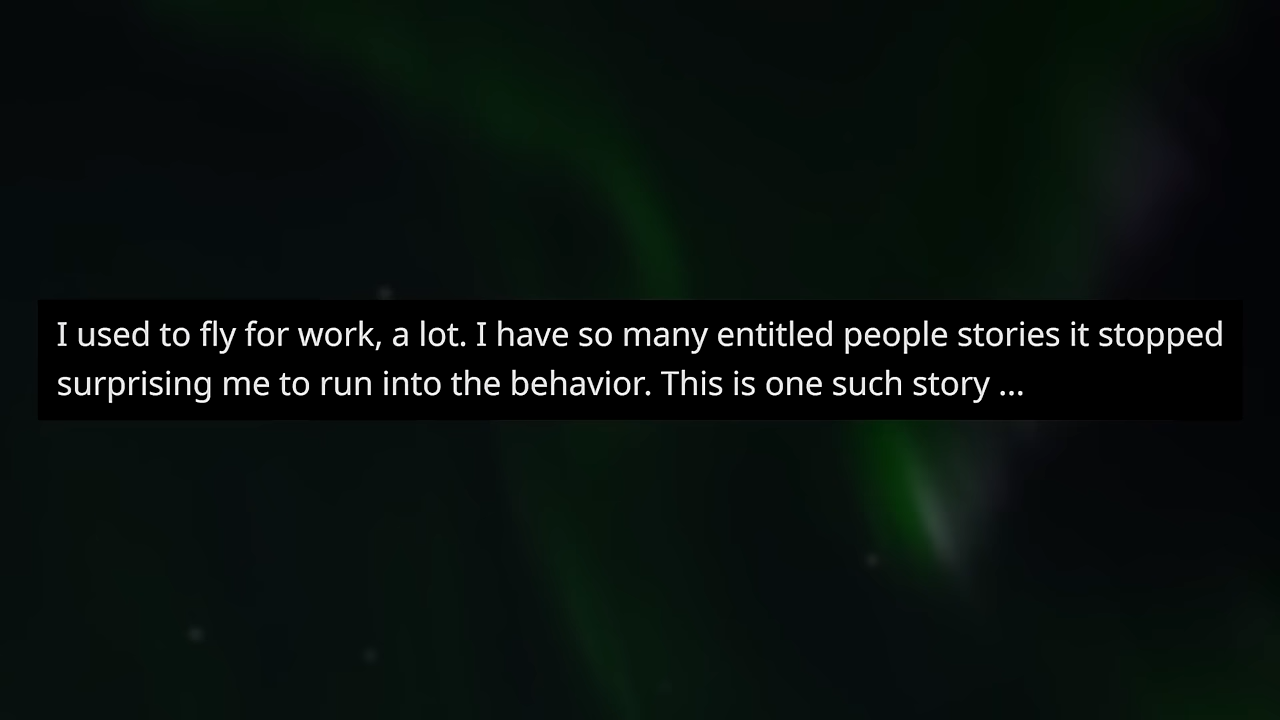 I used to fly for work, a lot. I have so many entitled people stories it stopped
surprising me to run into the behavior. This is one such story ...